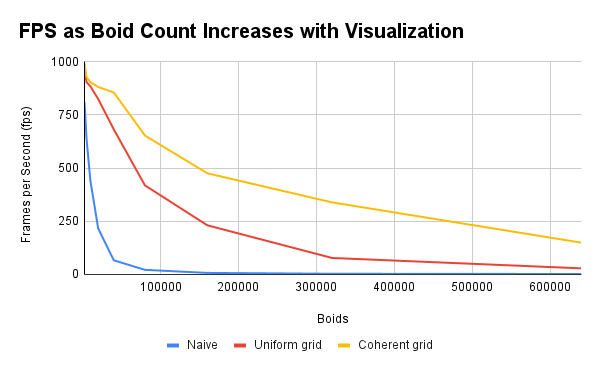 FPS as Boid Count Increases with Visualization
Frames per Second (fps)
1000
750
500
250
0
100000 200000 300000 400000 500000 600000
Boids
Naive Uniform grid Coherent grid